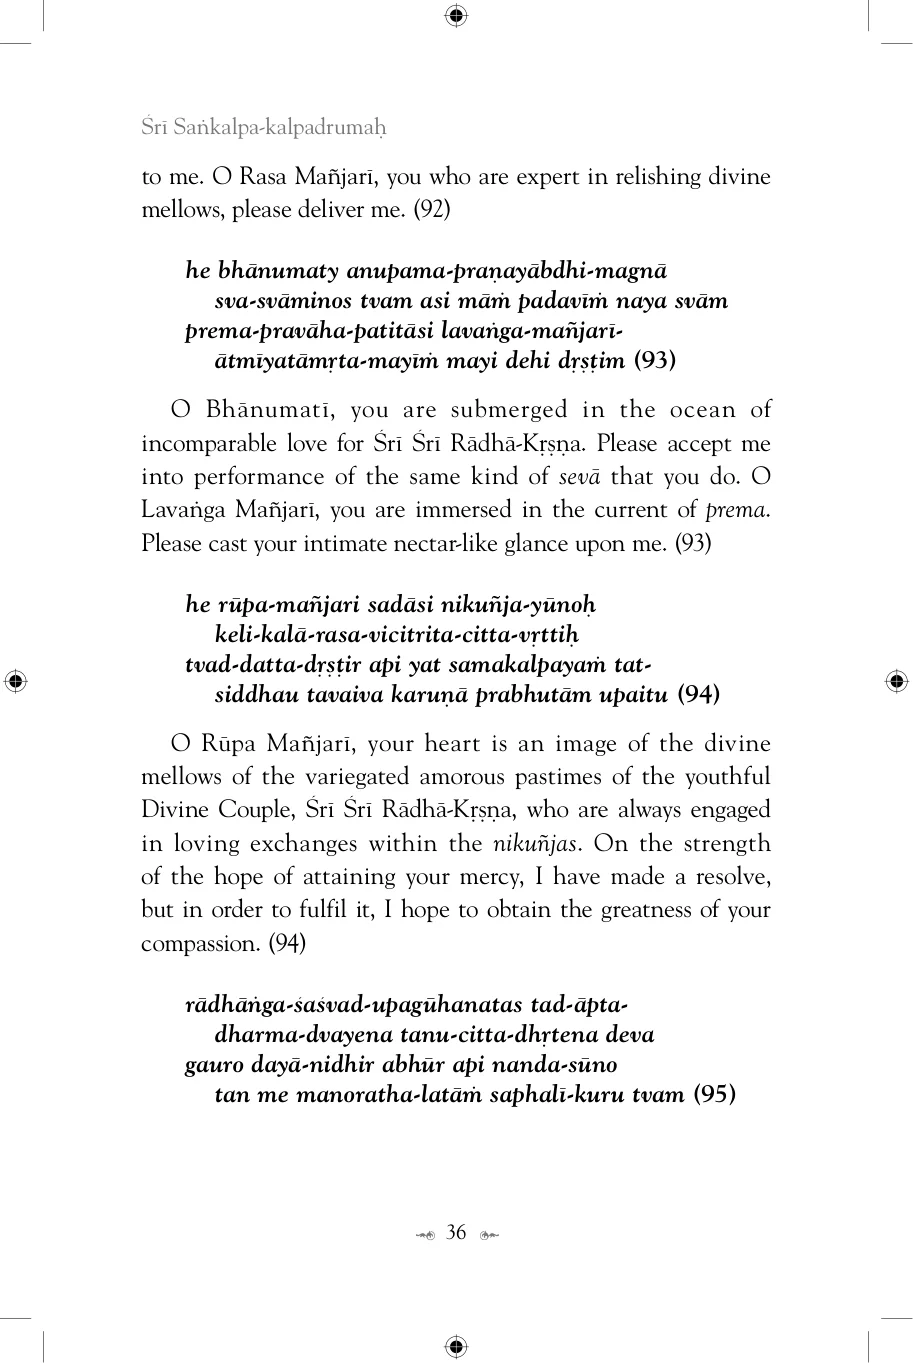 Śrī Saṅkalpa-kalpadrumaḥ
to me. O Rasa Mañjarī, you who are expert in relishing divine
mellows, please deliver me. (92)
he bhānumaty anupama-praṇayābdhi-magnā
sva-svāminos tvam asi māṁ padavīṁ naya svām
prema-pravāha-patitāsi lavaṅga-mañjarī-
ātmīyatāmṛta-mayīṁ mayi dehi dṛṣṭim (93)
O Bhānumatī, you are submerged in the ocean of
incomparable love for Śrī Śrī Rādhā-Kṛṣṇa. Please accept me
into performance of the same kind of sevā that you do. O
Lavaṅga Mañjarī, you are immersed in the current of prema.
Please cast your intimate nectar-like glance upon me. (93)
he rūpa-mañjari sadāsi nikuñja-yūnoḥ
keli-kalā-rasa-vicitrita-citta-vṛttiḥ
tvad-datta-dṛṣṭir api yat samakalpayaṁ tat-
siddhau tavaiva karuṇā prabhutām upaitu (94)
O Rūpa Mañjarī, your heart is an image of the divine
mellows of the variegated amorous pastimes of the youthful
Divine Couple, Śrī Śrī Rādhā-Kṛṣṇa, who are always engaged
in loving exchanges within the nikuñjas. On the strength
of the hope of attaining your mercy, I have made a resolve,
but in order to fulfil it, I hope to obtain the greatness of your
compassion. (94)
rādhāṅga-śaśvad-upagūhanatas tad-āpta-
dharma-dvayena tanu-citta-dhṛtena deva
gauro dayā-nidhir abhūr api nanda-sūno
tan me manoratha-latāṁ saphalī-kuru tvam (95)
36